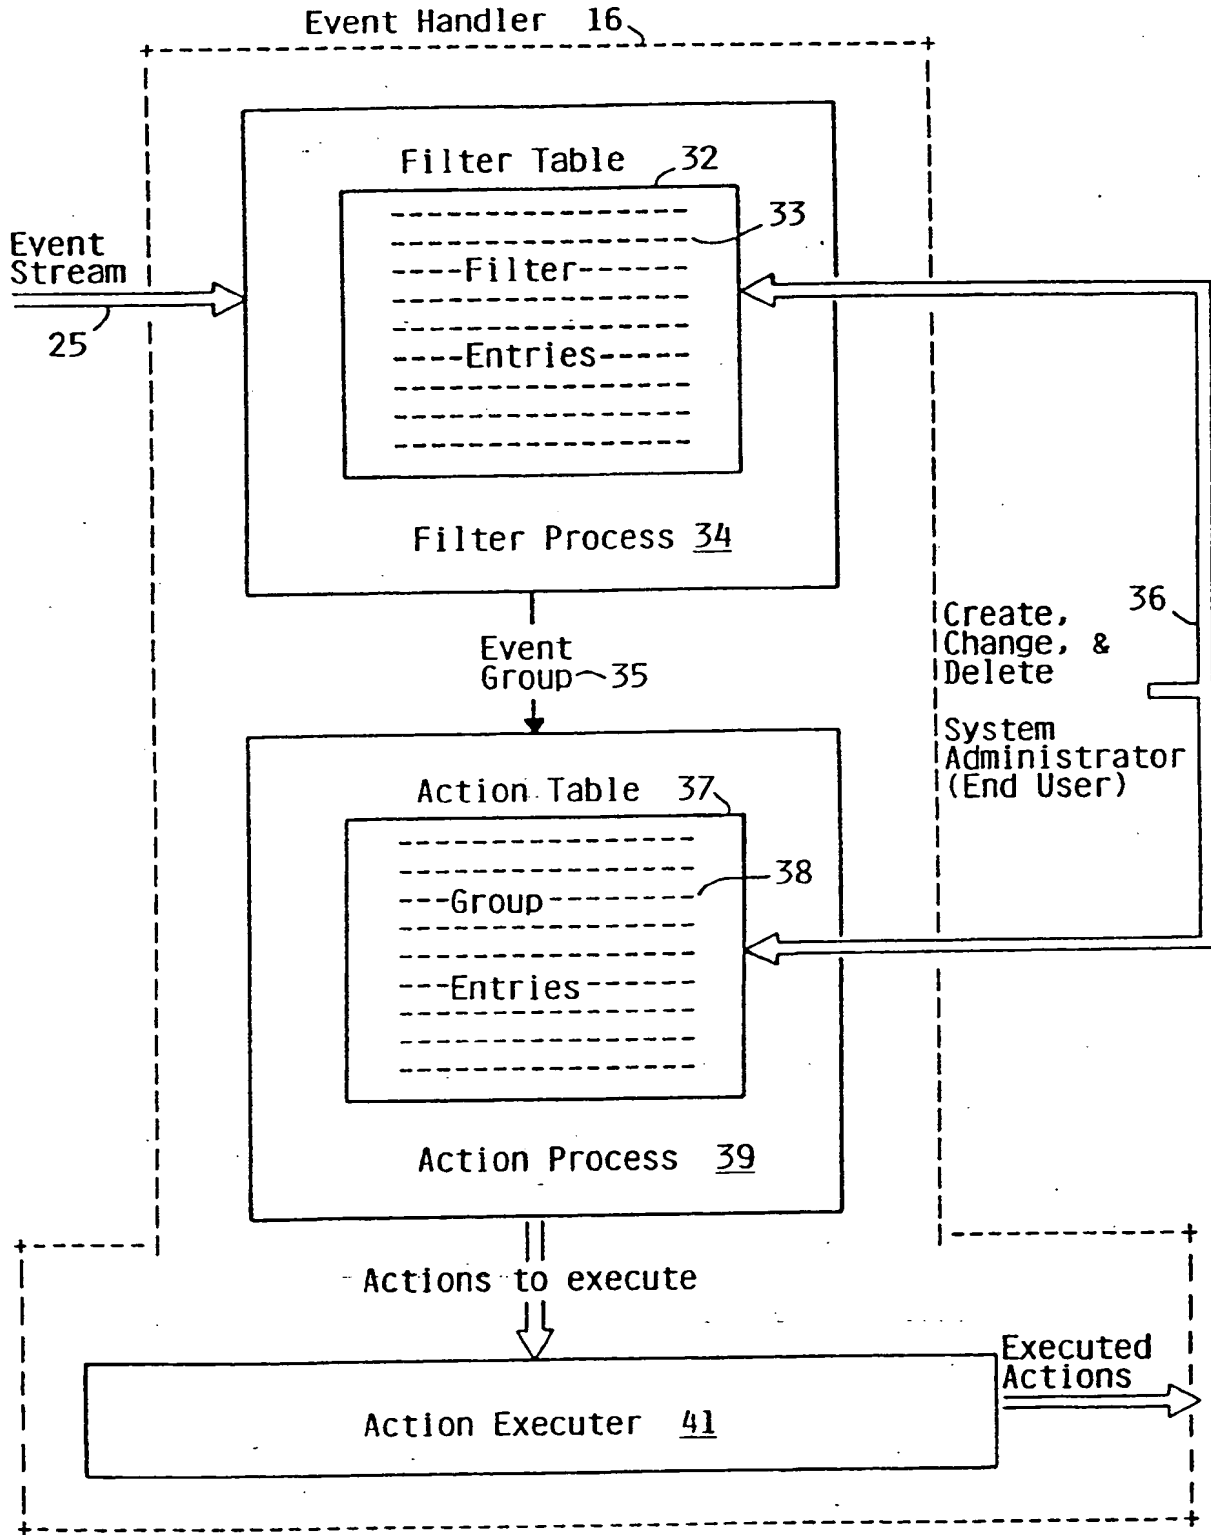 Event Handler 16
Filter Table 32
33
Event
Stream
25
Filter
Entries
Filter Process 34
Event
Group 35
Create,
Change, &
Delete
36
System
Administrator
(End User)
Action Table 37
38
Group
Entries
Action Process 39
Actions to execute
Executed
Actions
Action Executer 41